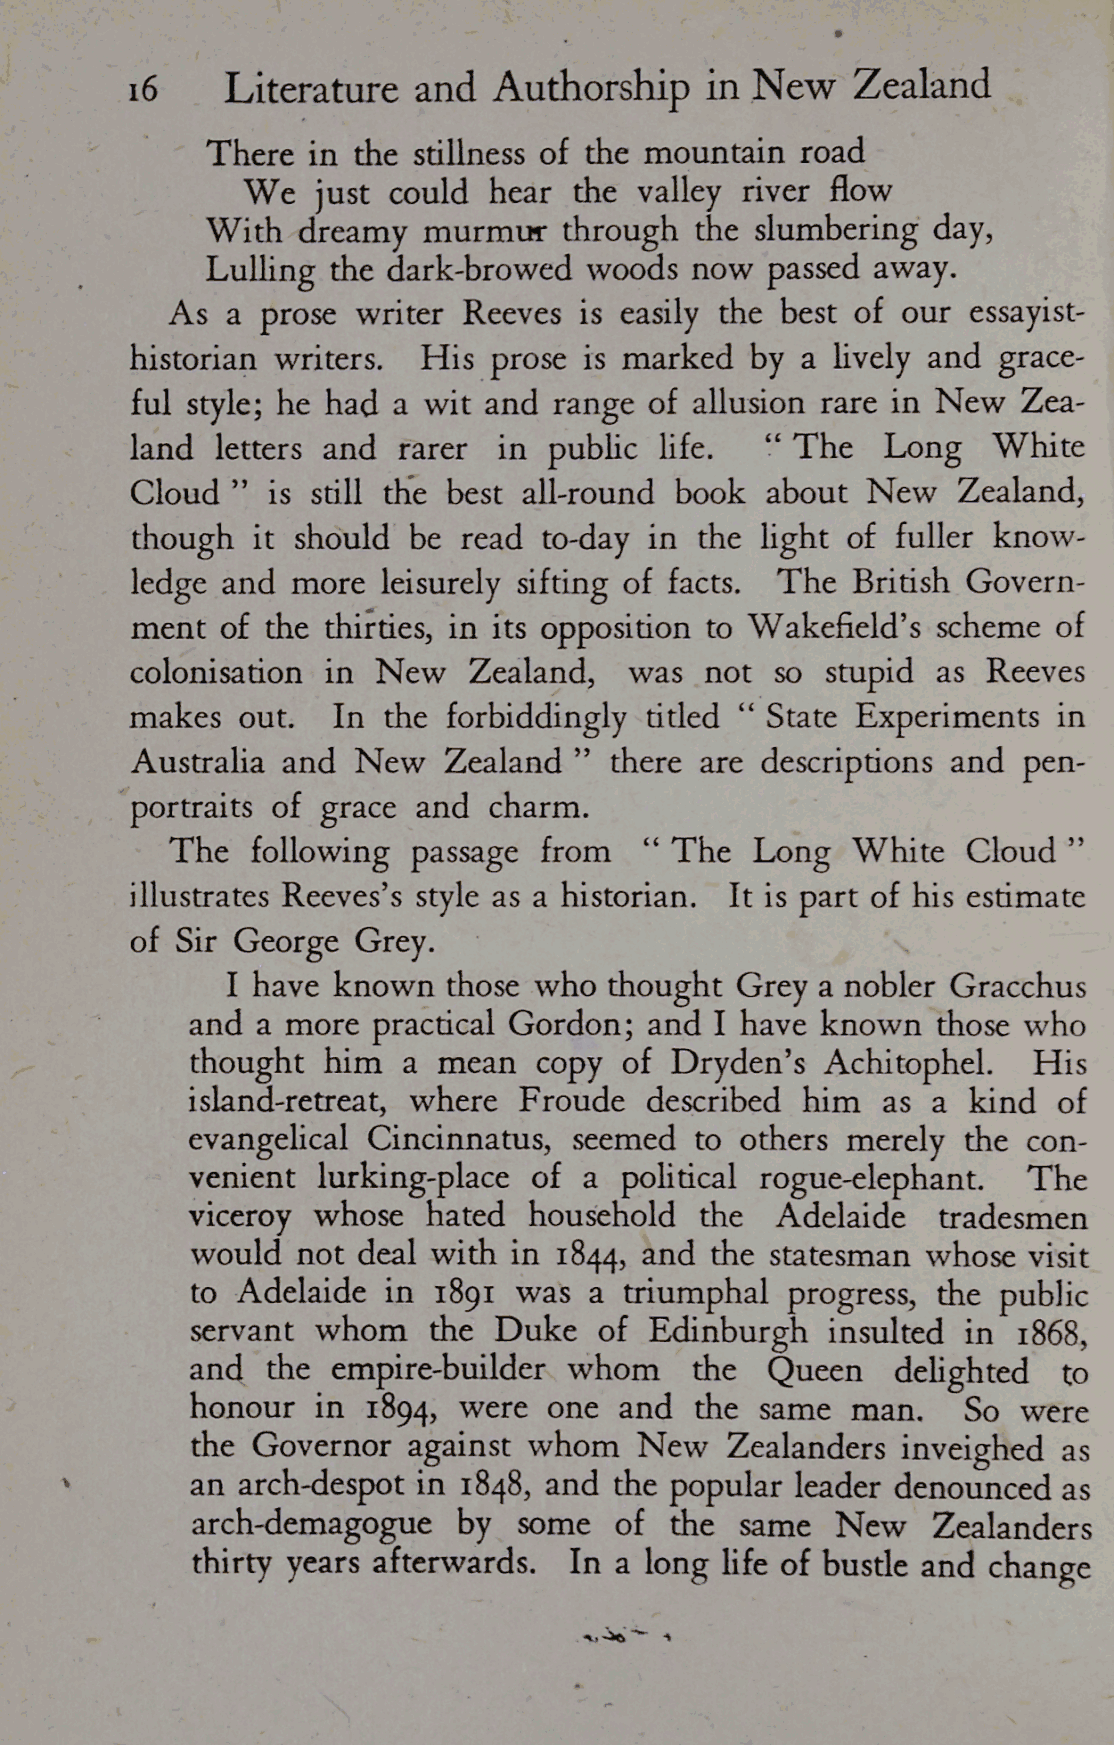 16 Literature and Authorship in New Zealand
There in the stillness of the mountain road
We just could hear the valley river flow
With dreamy murmur through the slumbering day,
Lulling the dark-browed woods now passed away.
As a prose writer Reeves is easily the best of our essayist-
historian writers. His prose is marked by a lively and grace-
ful style; he had a wit and range of allusion rare in New Zea-
land letters and rarer in public life. “ The Long White
Cloud ” is still the best all-round book about New Zealand,
though it should be read to-day in the light of fuller know-
ledge and more leisurely sifting of facts. The British Govern-
ment of the thirties, in its opposition to Wakefield’s scheme of
colonisation in New Zealand, was not so stupid as Reeves
makes out. In the forbiddingly titled “ State Experiments in
Australia and New Zealand ” there are descriptions and pen-
portraits of grace and charm.
The following passage from “ The Long White Cloud ”
illustrates Reeves’s style as a historian. It is part of his estimate
of Sir George Grey.
I have known those who thought Grey a nobler Gracchus
and a more practical Gordon; and I have known those who
thought him a mean copy of Dryden’s Achitophel. His
island-retreat, where Froude described him as a kind of
evangelical Cincinnatus, seemed to others merely the con-
venient lurking-place of a political rogue-elephant. The
viceroy whose hated household the Adelaide tradesmen
would not deal with in 1844, and the statesman whose visit
to Adelaide in 1891 was a triumphal progress, the public
servant whom the Duke of Edinburgh insulted in 1868,
and the empire-builder whom the Queen delighted to
honour in 1894, were one and the same man. So were
the Governor against whom New Zealanders inveighed as
an arch-despot in 1848, and the popular leader denounced as
arch-demagogue by some of the same New Zealanders
thirty years afterwards. In a long life of bustle and change